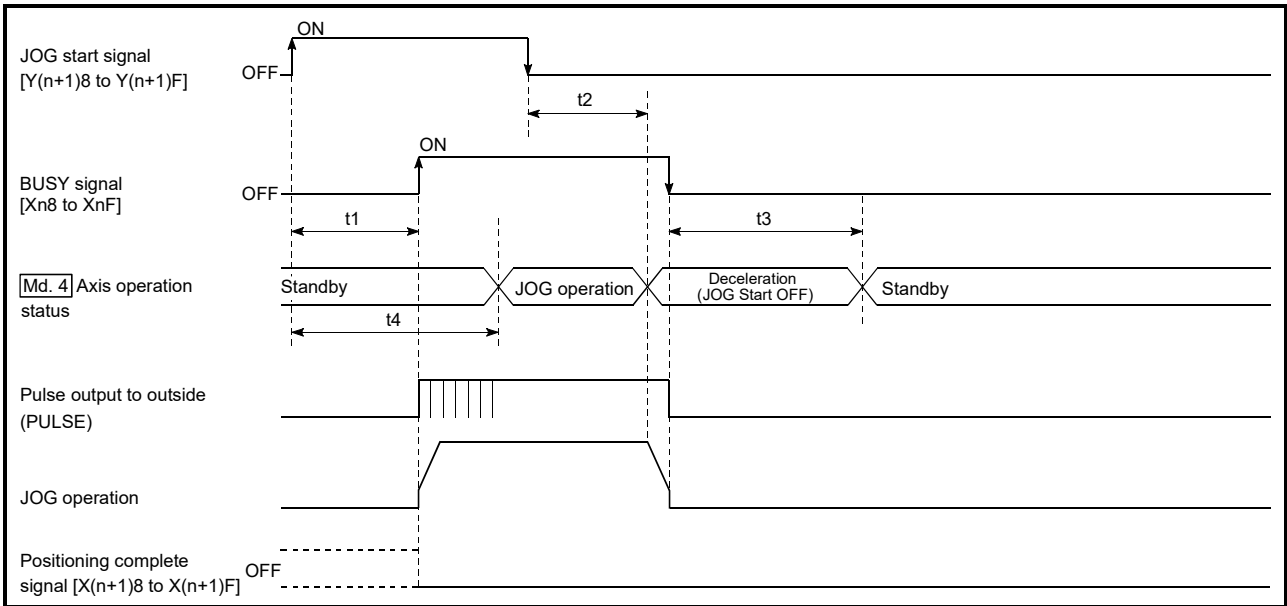 ON
JOG start signal
OFF
[Y(n+1)8 to Y(n+1)F]
t2
ON
BUSY signal
OFF
[Xn8 to XnF]
t1
t3
Md. 4 Axis operation
status
Standby
JOG operation
Deceleration
(JOG Start OFF)
Standby
t4
Pulse output to outside
(PULSE)
JOG operation
Positioning complete
OFF
signal [X(n+1)8 to X(n+1)F]